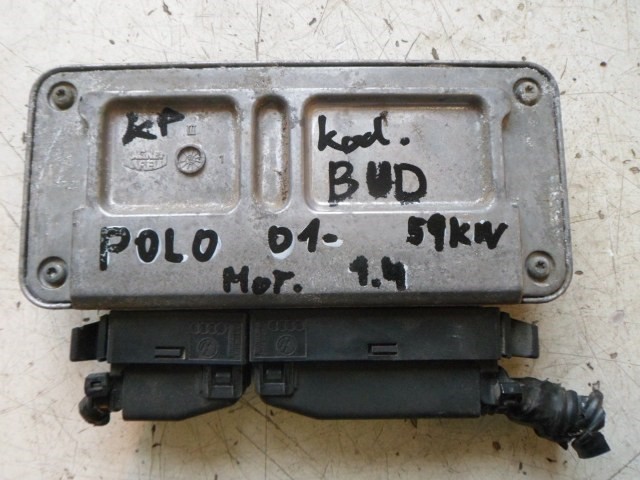 KP kod.
BUD
POLO 01- 59KW
MOT. 1.4